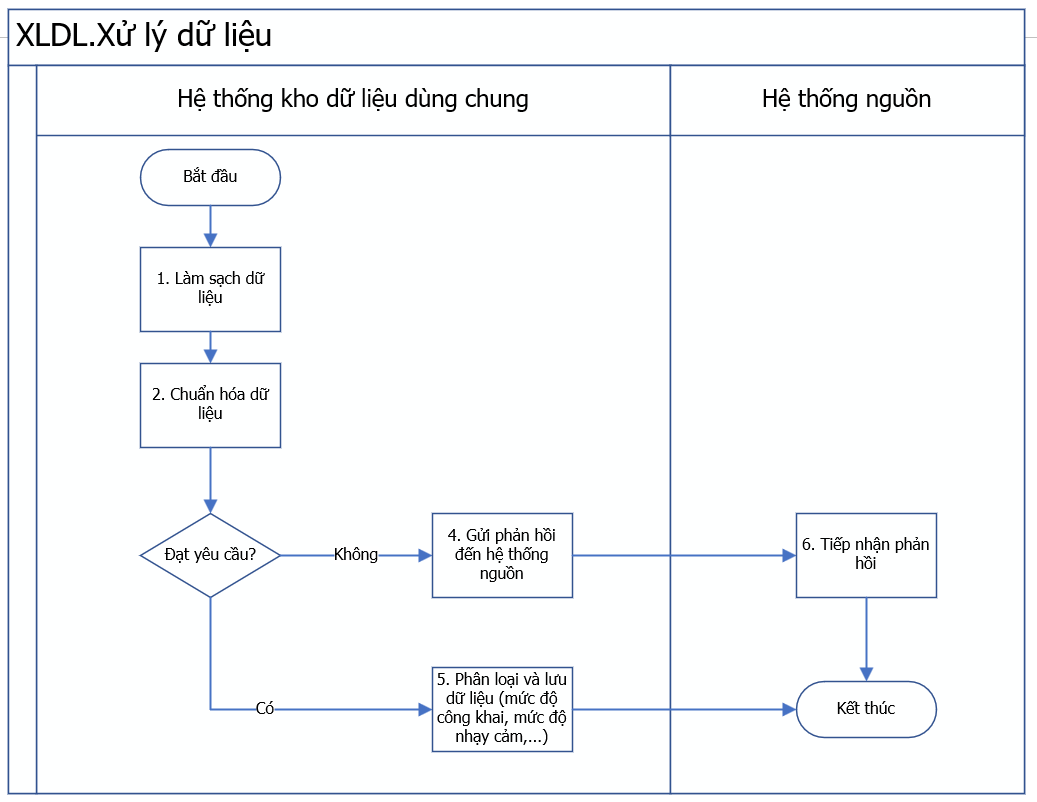 XLDL.Xử lý dữ liệu
Hệ thống kho dữ liệu dùng chung
Hệ thống nguồn
Bắt đầu
1. Làm sạch dữ
liệu
2. Chuẩn hóa dữ
liệu
Đạt yêu cầu?
Không
4. Gửi phản hồi
đến hệ thống
nguồn
6. Tiếp nhận phản
hồi
Có
5. Phân loại và lưu
dữ liệu (mức độ
công khai, mức độ
nhạy cảm,...)
Kết thúc